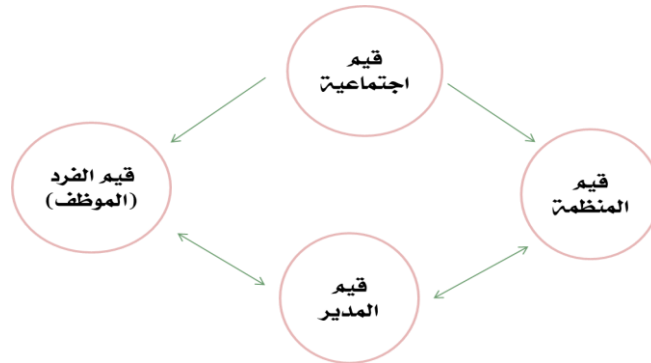 قيم
اجتماعية
قيم
المنظمة
قيم الفرد
(الموظف)
قيم
المدير